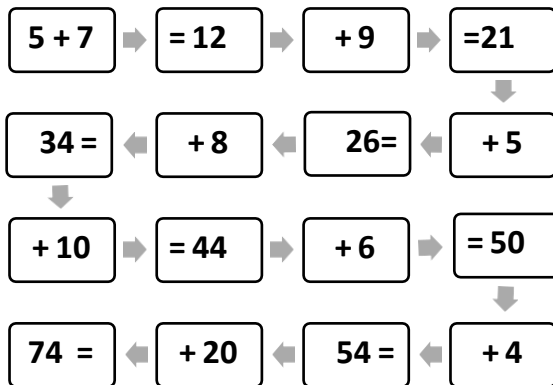 5 + 7 = 12 + 9 =21
34 = + 8 26= + 5
+ 10 = 44 + 6 = 50
74 = + 20 54 = + 4